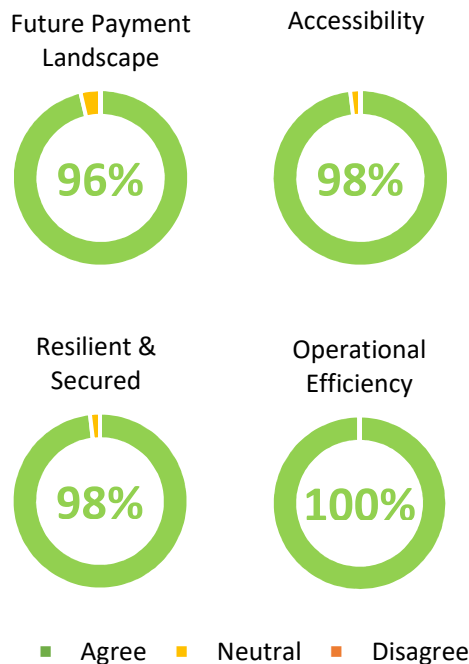 Future Payment
Landscape
Accessibility
96%
98%
Resilient &
Secured
Operational
Efficiency
98%
100%
Agree
Neutral
Disagree